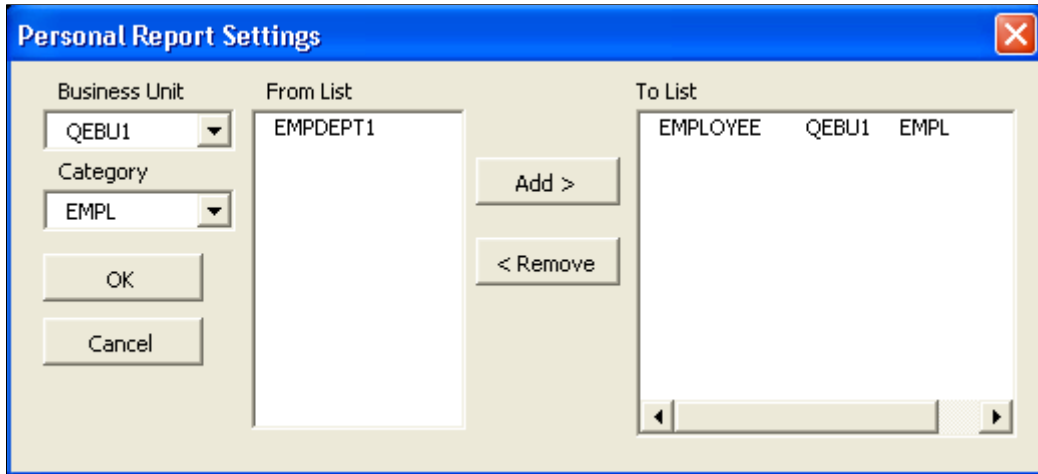 Personal Report Settings
Business Unit
QEBU1
Category
EMPL
OK
Cancel
From List
EMPDEPT1
Add >
< Remove
To List
EMPLOYEE QEBU1 EMPL